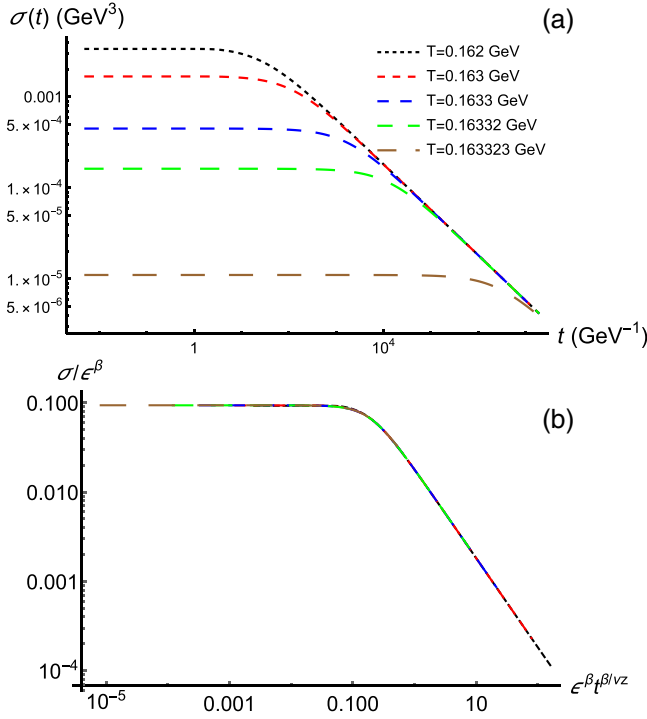 σ(t) (GeV³)
(a)
T=0.162 GeV
T=0.163 GeV
T=0.1633 GeV
T=0.16332 GeV
T=0.163323 GeV
0.001
5.×10⁻⁴
1.×10⁻⁴
5.×10⁻⁵
1.×10⁻⁵
5.×10⁻⁶
1
10⁴
t (GeV⁻¹)
σ/ϵ^β
(b)
0.100
0.010
0.001
10⁻⁴
10⁻⁵
0.001
0.100
10
ϵ^β t^β/νz